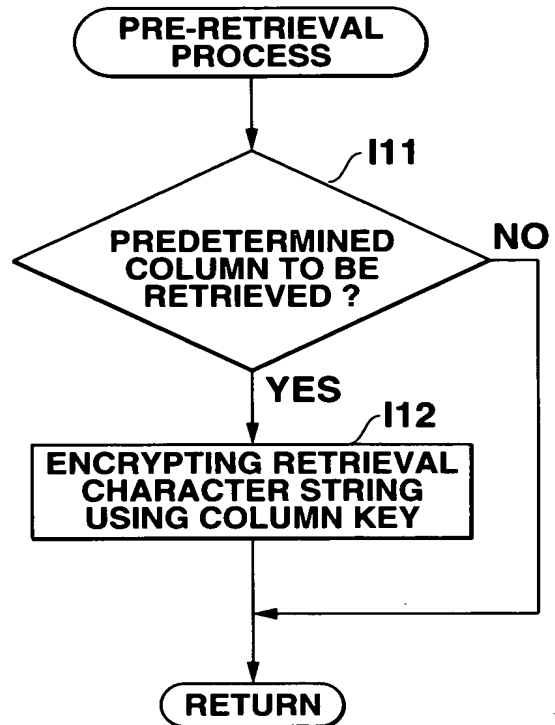 PRE-RETRIEVAL
PROCESS
I11
PREDETERMINED
COLUMN TO BE
RETRIEVED ?
NO
YES
I12
ENCRYPTING RETRIEVAL
CHARACTER STRING
USING COLUMN KEY
RETURN